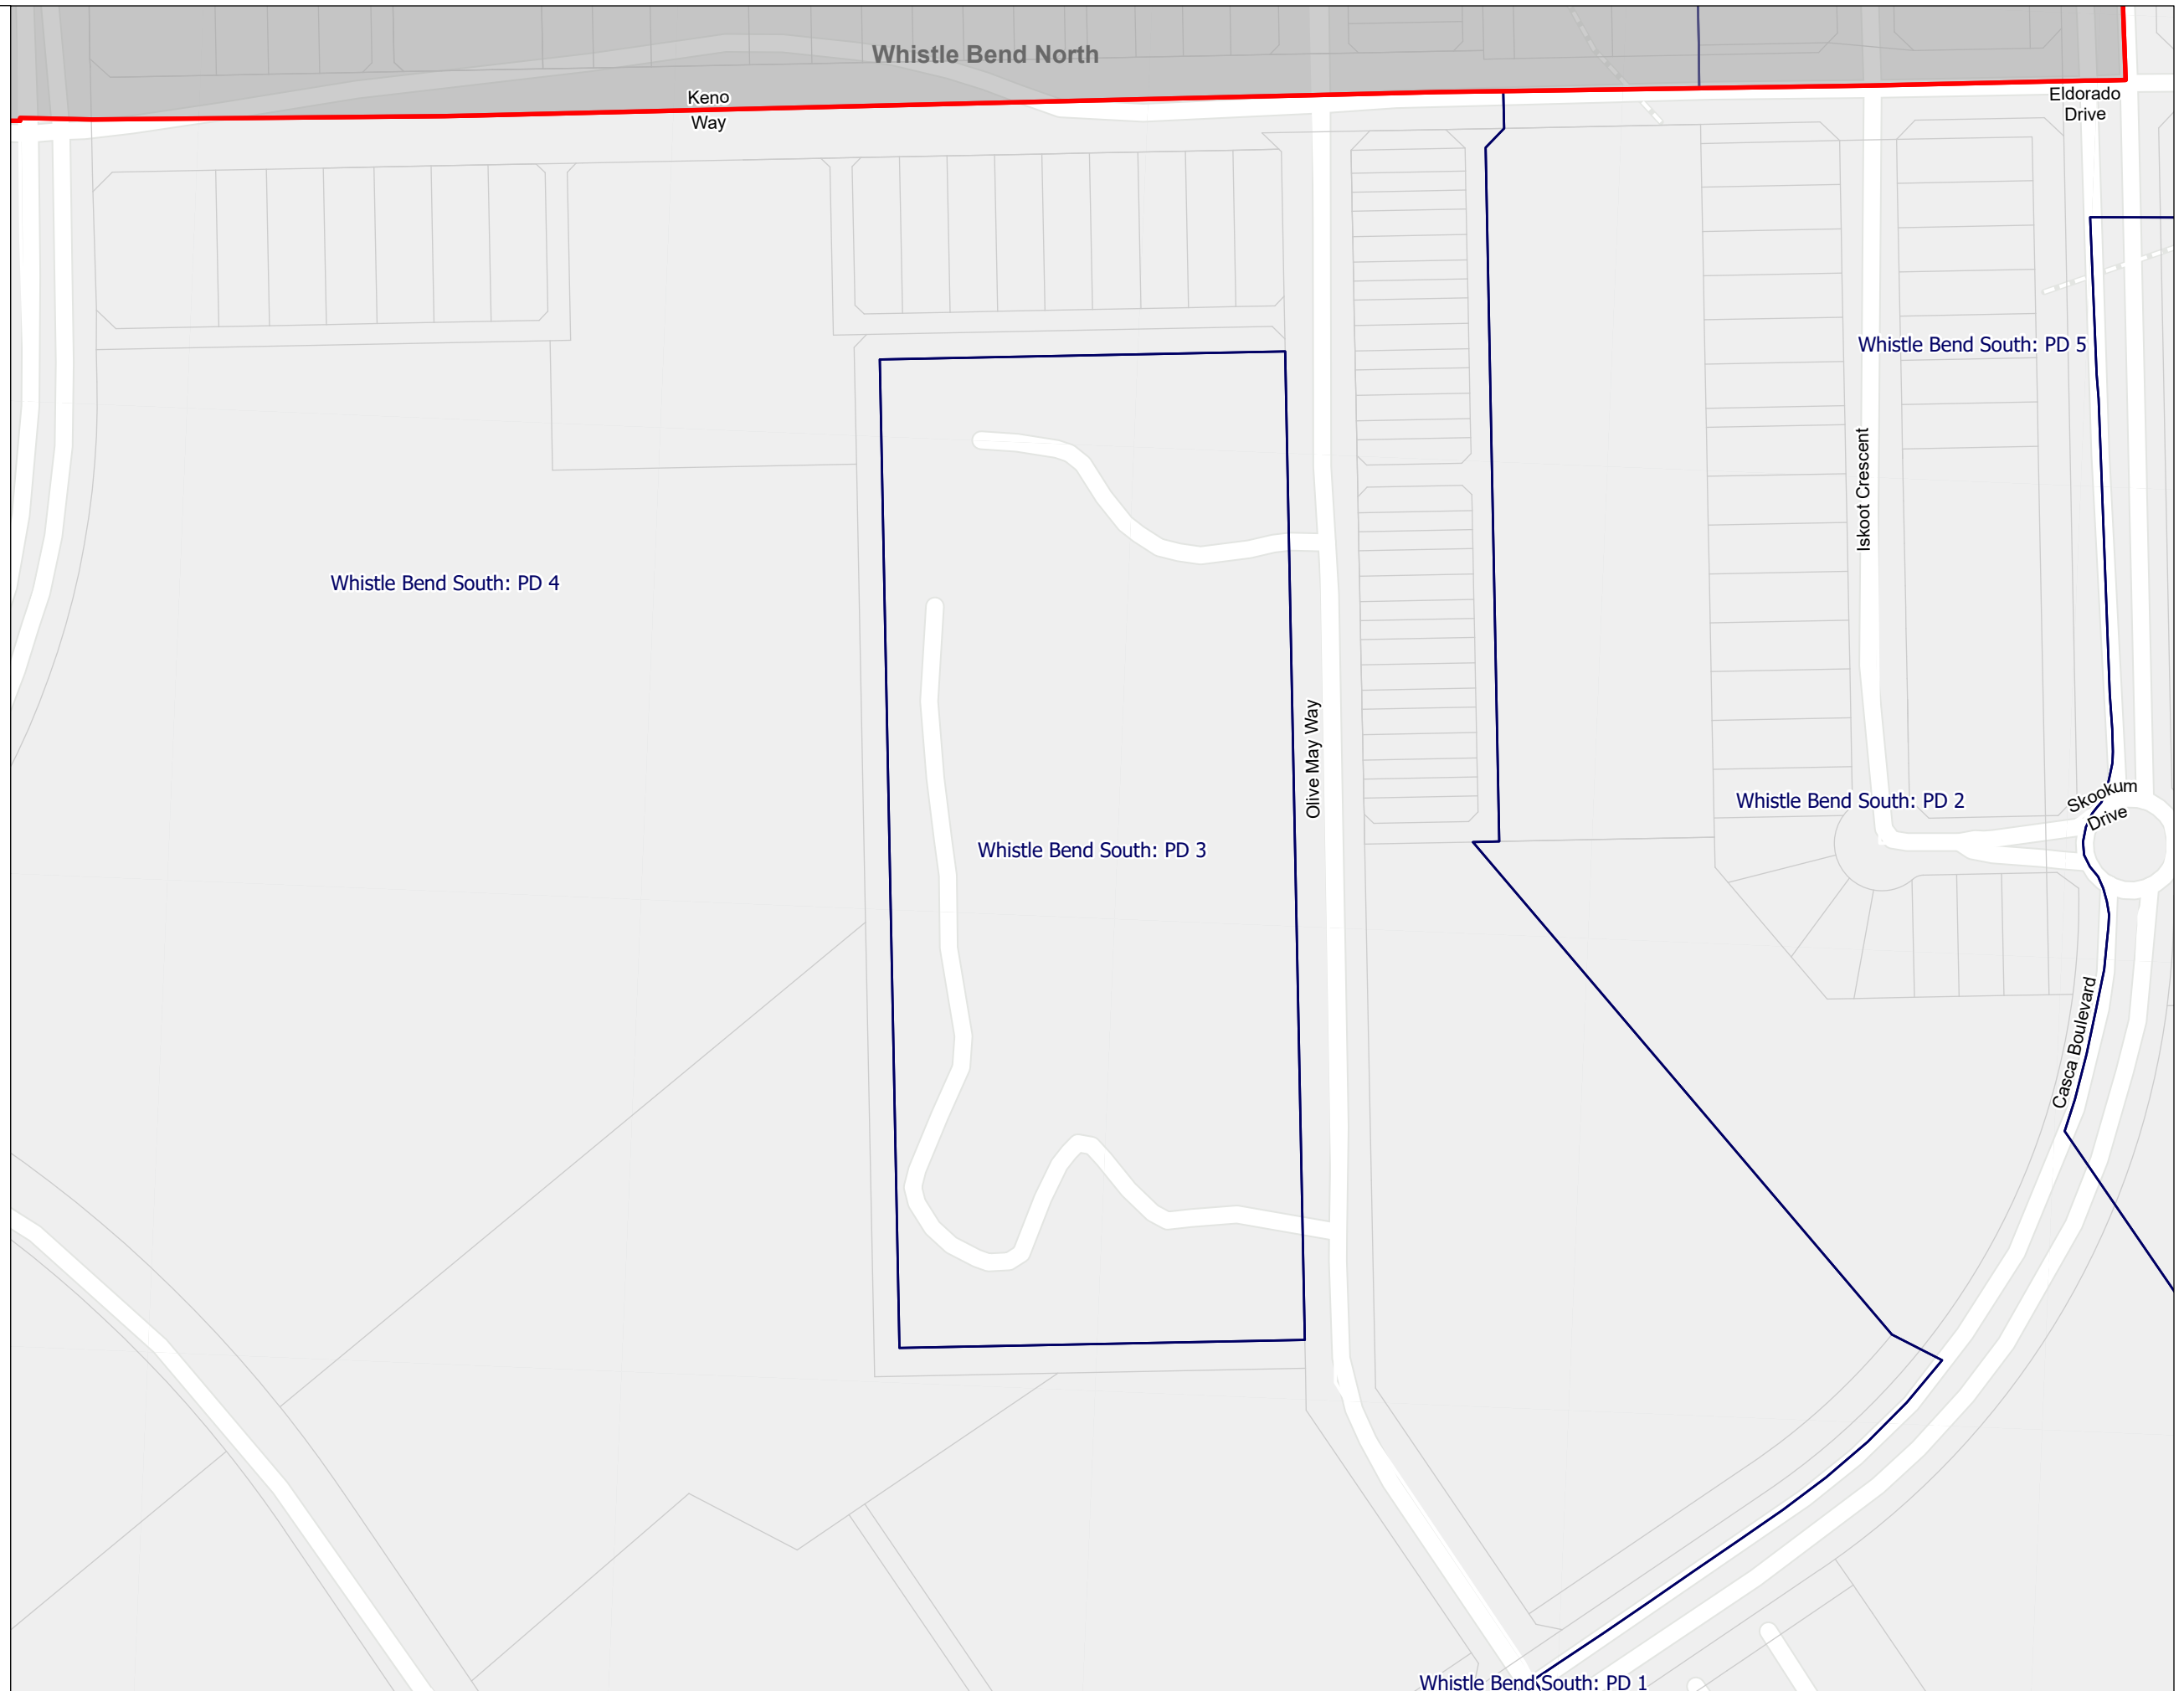 Whistle Bend North
Keno
Way
Eldorado
Drive
Whistle Bend South: PD 5
Iskoot Crescent
Whistle Bend South: PD 4
Olive May Way
Skookum
Drive
Whistle Bend South: PD 2
Whistle Bend South: PD 3
Casca Boulevard
Whistle Bend South: PD 1